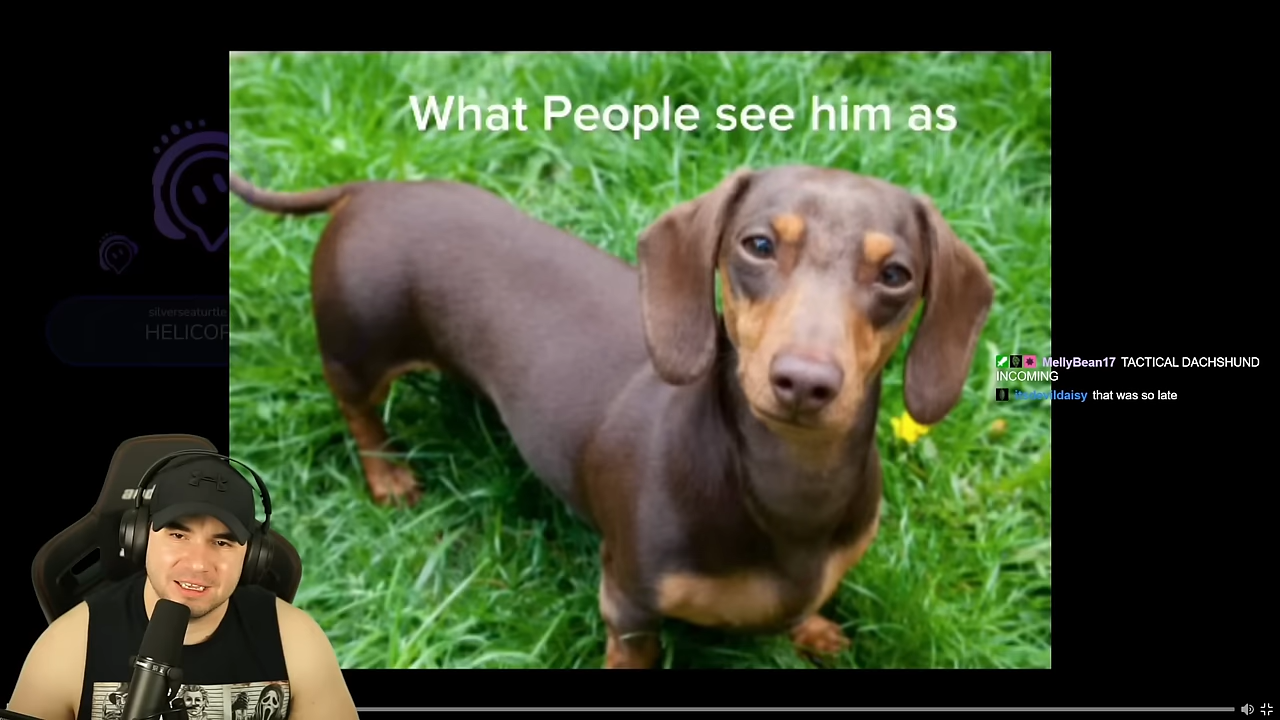 What People see him as
silverseaturtle
HELICOP
MellyBean17 TACTICAL DACHSHUND
INCOMING
that was so late